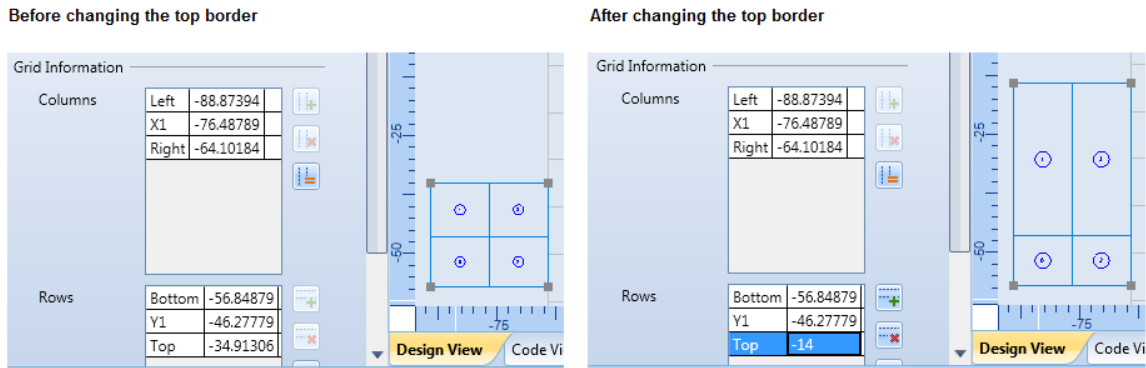 Before changing the top border
Grid Information
Columns
Left -88.87394
X1 -76.48789
Right -64.10184
Rows
Bottom -56.84879
Y1 -46.27779
Top -34.91306
-25
-50
-75
Design View
Code Vi
After changing the top border
Grid Information
Columns
Left -88.87394
X1 -76.48789
Right -64.10184
Rows
Bottom -56.84879
Y1 -46.27779
Top -14
-25
-50
-75
Design View
Code Vi